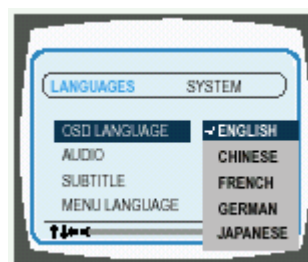 LANGUAGES SYSTEM
OSD LANGUAGE ENGLISH
AUDIO CHINESE
SUBTITLE FRENCH
MENU LANGUAGE GERMAN
JAPANESE